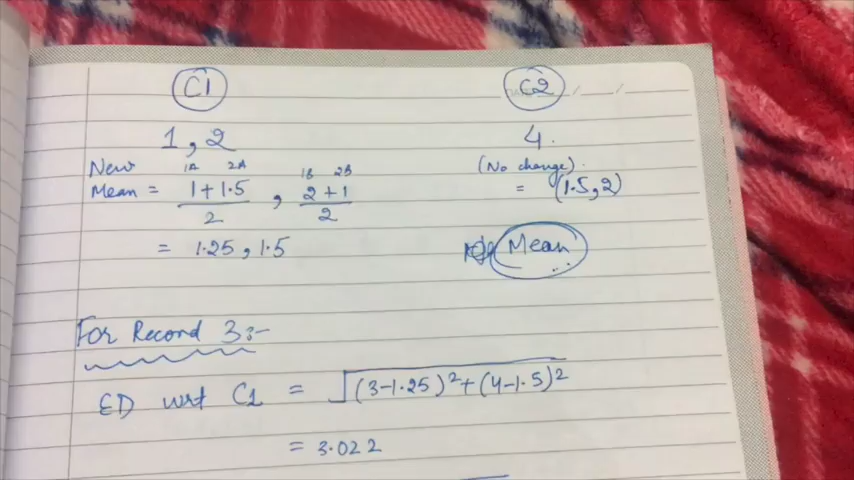 C1 C2
1, 2 4.
New 1A 2A 1B 2B (No change).
Mean = 1 + 1.5 / 2 , 2 + 1 / 2 = (1.5, 2)
= 1.25, 1.5 Mean
For Record 3:-
ED wrt C1 = √(3-1.25)² + (4-1.5)²
= 3.022